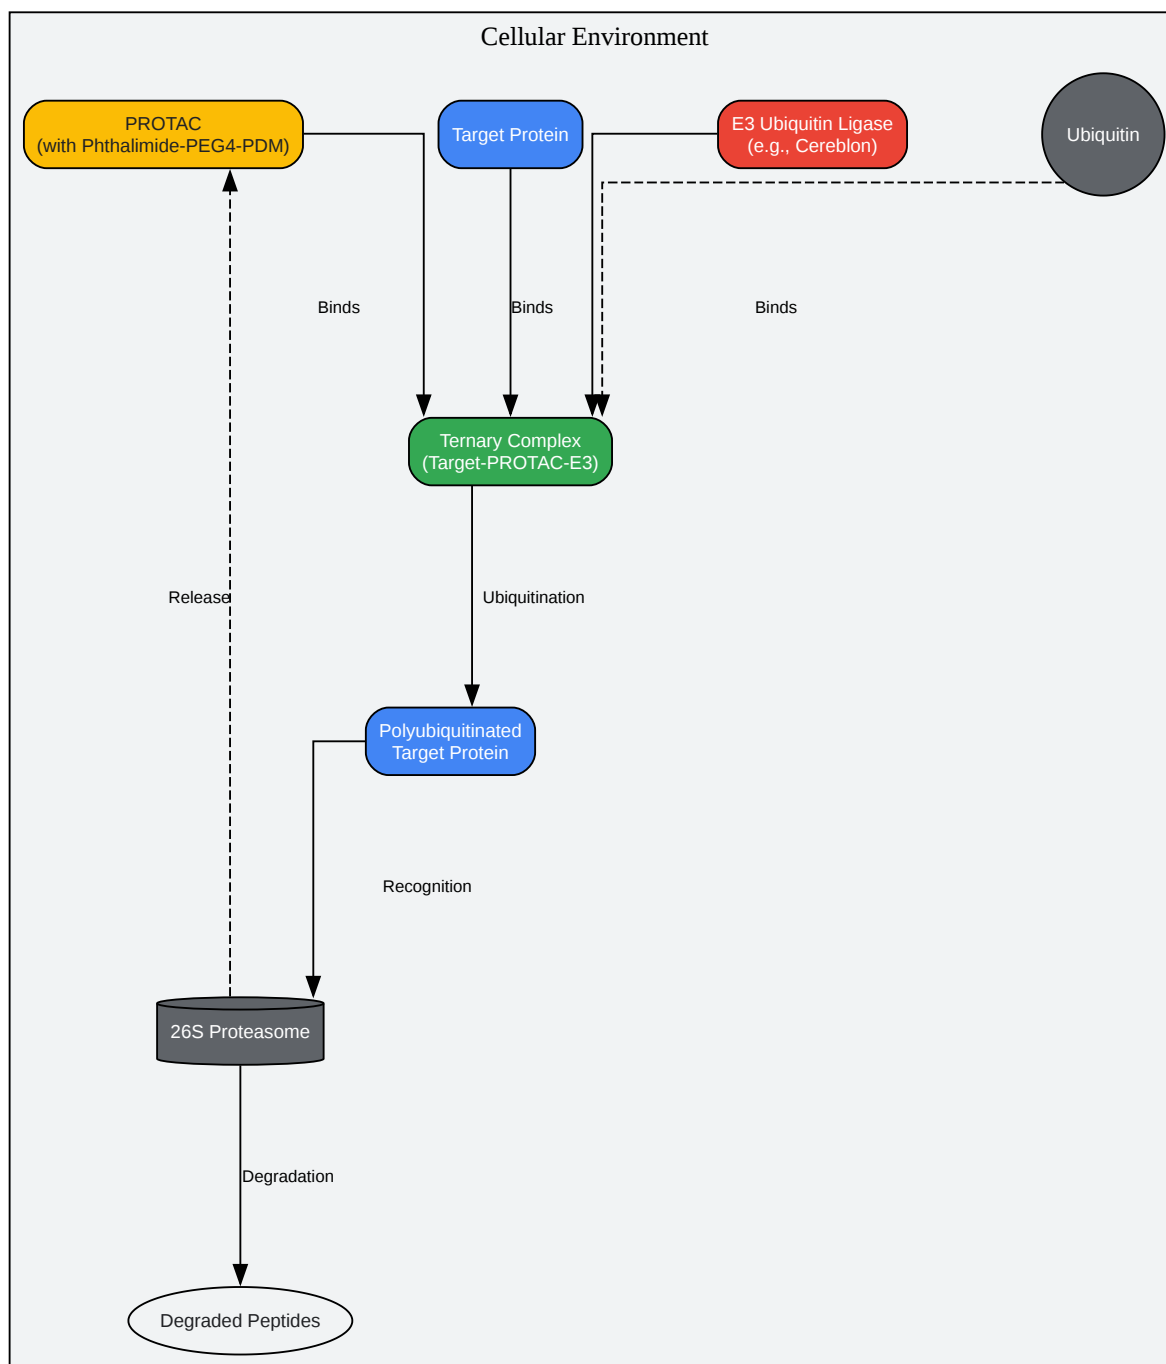 Cellular Environment
PROTAC
(with Phthalimide-PEG4-PDM)
Target Protein
E3 Ubiquitin Ligase
(e.g., Cereblon)
Ubiquitin
Binds
Binds
Binds
Ternary Complex
(Target-PROTAC-E3)
Release
Ubiquitination
Polyubiquitinated
Target Protein
Recognition
26S Proteasome
Degradation
Degraded Peptides